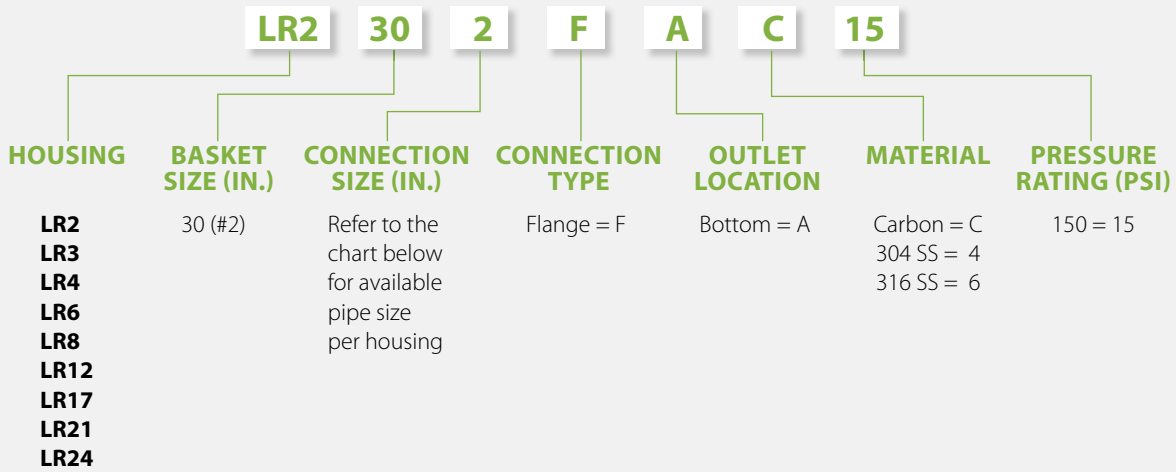 LR2 30 2 F A C 15
HOUSING
BASKET
SIZE (IN.)
CONNECTION
SIZE (IN.)
CONNECTION
TYPE
OUTLET
LOCATION
MATERIAL
PRESSURE
RATING (PSI)
LR2
LR3
LR4
LR6
LR8
LR12
LR17
LR21
LR24
30 (#2)
Refer to the
chart below
for available
pipe size
per housing
Flange = F
Bottom = A
Carbon = C
304 SS = 4
316 SS = 6
150 = 15